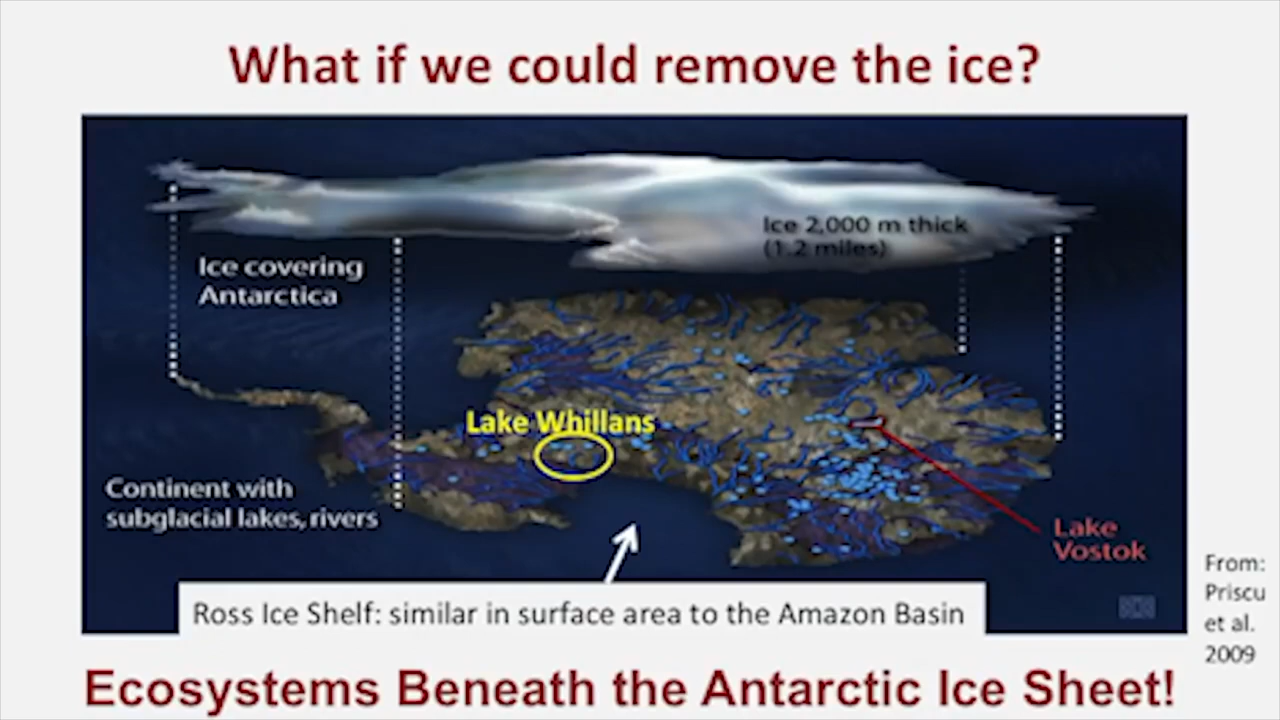 What if we could remove the ice?
Ice 2,000 m thick
(1.2 miles)
Ice covering
Antarctica
Lake Whillans
Continent with
subglacial lakes, rivers
Lake
Vostok
Ross Ice Shelf: similar in surface area to the Amazon Basin
From:
Priscu
et al.
2009
Ecosystems Beneath the Antarctic Ice Sheet!